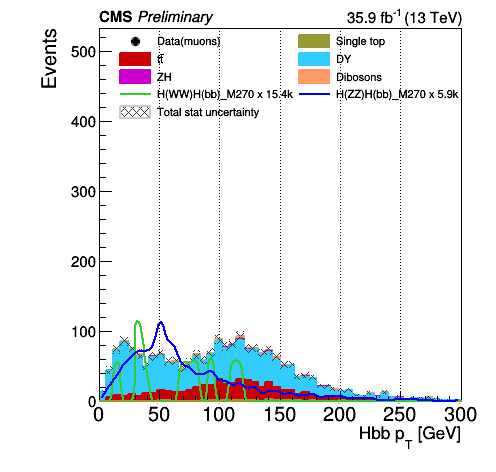 CMS Preliminary 35.9 fb⁻¹ (13 TeV)
Events
Data(muons)
Single top
tt̄
DY
ZH
Dibosons
H(WW)H(bb)_M270 x 15.4k
H(ZZ)H(bb)_M270 x 5.9k
Total stat uncertainty
500
400
300
200
100
0
0 50 100 150 200 250 300
Hbb p_T [GeV]